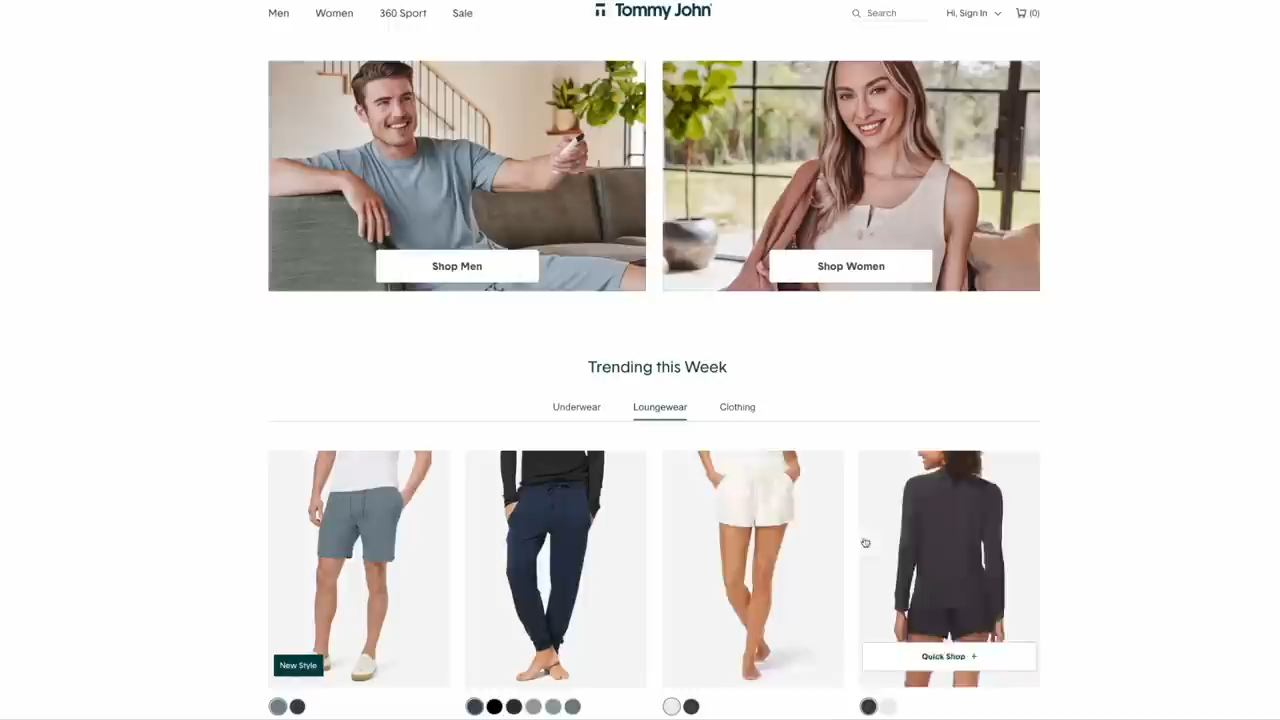 Men Women 360 Sport Sale Tommy John Search Hi, Sign In (0)
Shop Men Shop Women
Trending this Week
Underwear Loungewear Clothing
Quick Shop +
New Style